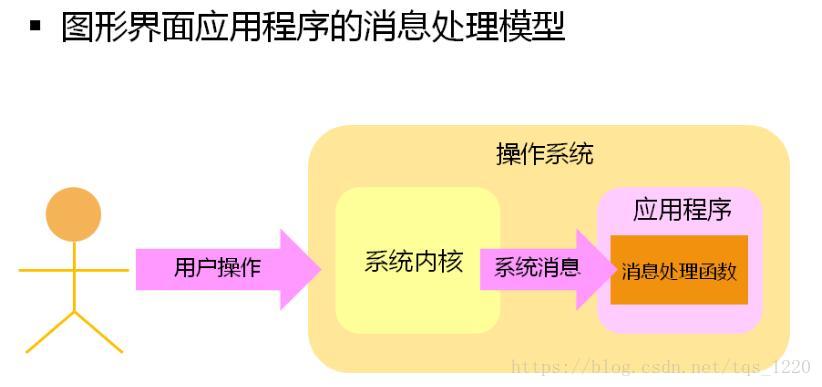 ▪ 图形界面应用程序的消息处理模型
操作系统
应用程序
用户操作
系统内核
系统消息
消息处理函数
https://blog.csdn.net/tqs_1220